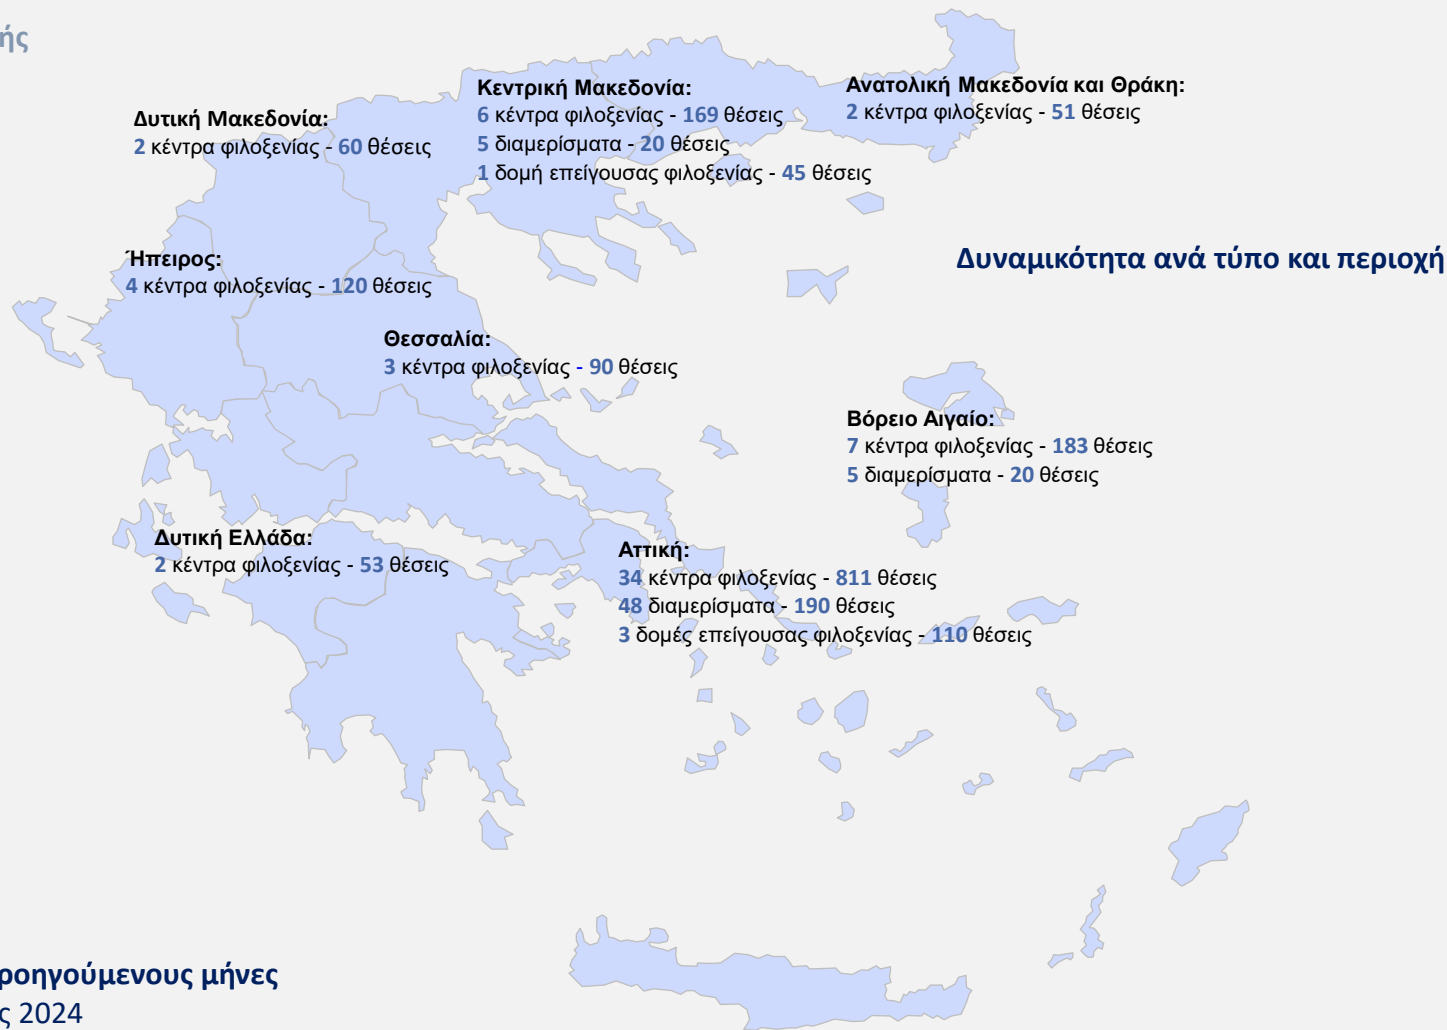 Κεντρική Μακεδονία:
6 κέντρα φιλοξενίας - 169 θέσεις
5 διαμερίσματα - 20 θέσεις
1 δομή επείγουσας φιλοξενίας - 45 θέσεις
Ανατολική Μακεδονία και Θράκη:
2 κέντρα φιλοξενίας - 51 θέσεις
Δυτική Μακεδονία:
2 κέντρα φιλοξενίας - 60 θέσεις
Ήπειρος:
4 κέντρα φιλοξενίας - 120 θέσεις
Δυναμικότητα ανά τύπο και περιοχή
Θεσσαλία:
3 κέντρα φιλοξενίας - 90 θέσεις
Βόρειο Αιγαίο:
7 κέντρα φιλοξενίας - 183 θέσεις
5 διαμερίσματα - 20 θέσεις
Δυτική Ελλάδα:
2 κέντρα φιλοξενίας - 53 θέσεις
Αττική:
34 κέντρα φιλοξενίας - 811 θέσεις
48 διαμερίσματα - 190 θέσεις
3 δομές επείγουσας φιλοξενίας - 110 θέσεις
μήνες
2024